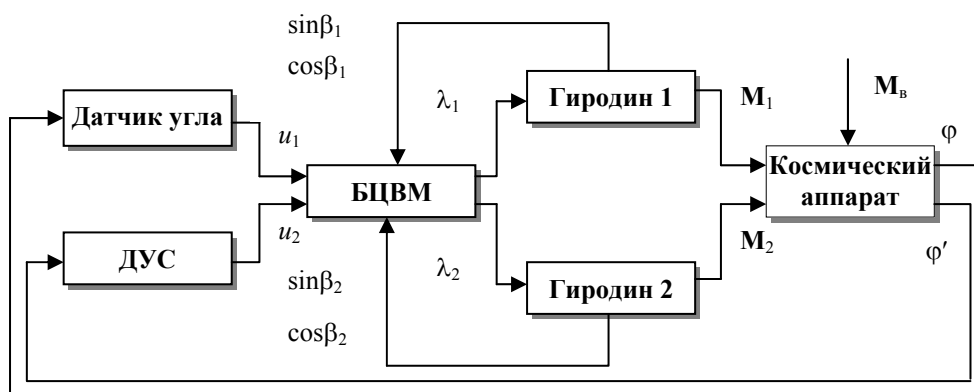 sinβ₁
cosβ₁
Датчик угла
u₁
λ₁
Гиродин 1
M₁
Mв
φ
БЦВМ
Космический
аппарат
ДУС
u₂
sinβ₂
cosβ₂
λ₂
Гиродин 2
M₂
φ′